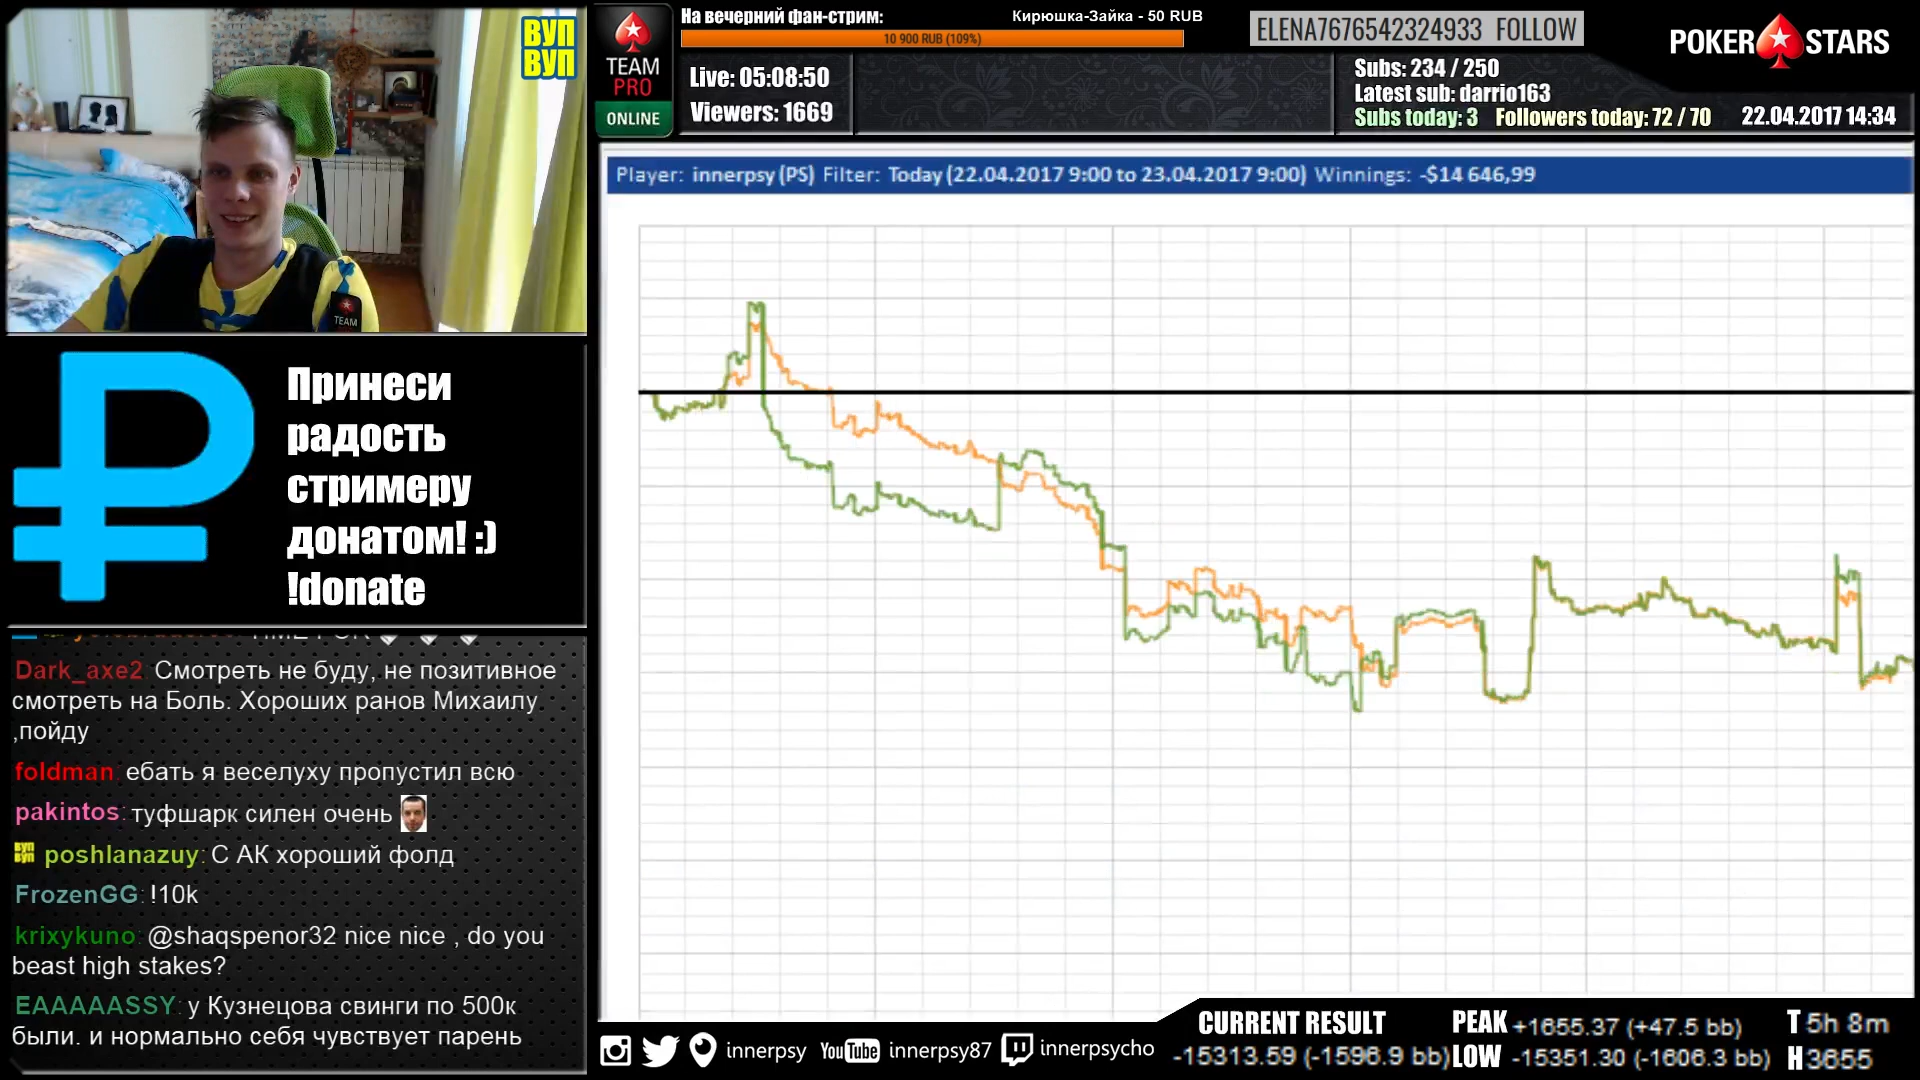 ВУП
ВУП
TEAM
PRO
ONLINE
На вечерний фан-стрим:
Кирюшка-Зайка - 50 RUB
10 900 RUB (109%)
Live: 05:08:50
Viewers: 1669
ELENA7676542324933 FOLLOW
Subs: 234 / 250
Latest sub: darrio163
Subs today: 3 Followers today: 72 / 70
POKER STARS
22.04.2017 14:34
Player: innerpsy (PS) Filter: Today (22.04.2017 9:00 to 23.04.2017 9:00) Winnings: -$14 646,99
TEAM
Принеси
радость
стримеру
донатом! :)
!donate
Dark_axe2 Смотреть не буду, не позитивное
смотреть на Боль. Хороших ранов Михаилу
,пойду
foldman: ебать я веселуху пропустил всю
pakintos: туфшарк силен очень
ВУП ВУП poshlanazuy: С АК хороший фолд
FrozenGG: !10k
krixykuno: @shaqspenor32 nice nice , do you
beast high stakes?
EAAAAASSY: у Кузнецова свинги по 500к
были. и нормально себя чувствует парень
innerpsy YouTube innerpsy87 innerpsycho
CURRENT RESULT
-15313.59 (-1596.9 bb)
PEAK +1655.37 (+47.5 bb)
LOW -15351.30 (-1606.3 bb)
T 5h 8m
H 3655